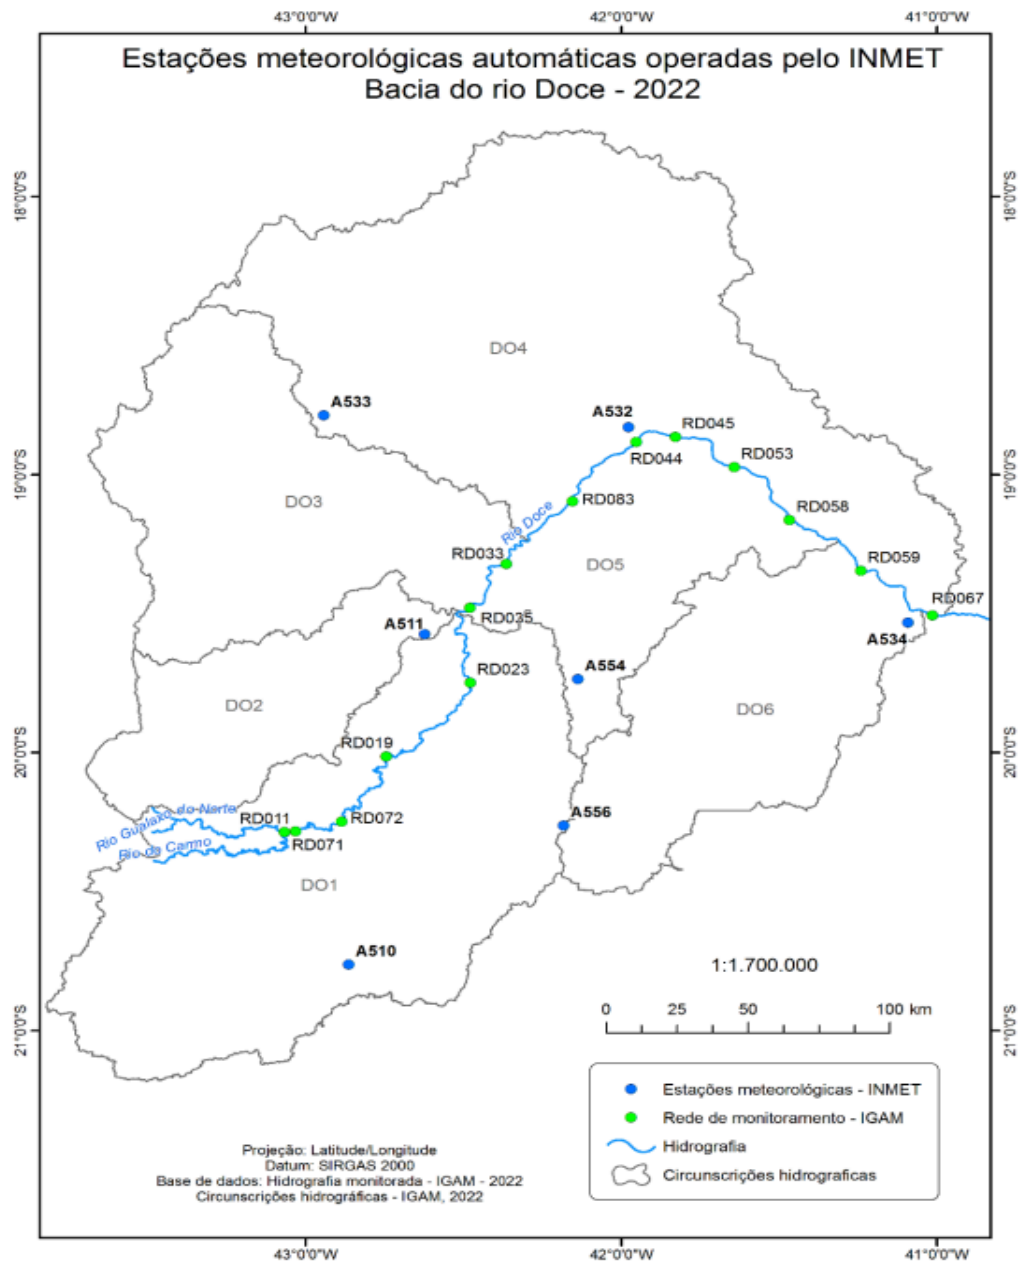 43°0'0"W 42°0'0"W 41°0'0"W
Estações meteorológicas automáticas operadas pelo INMET
Bacia do rio Doce - 2022
18°0'0"S 18°0'0"S
DO4
A533
A532
RD045
RD044
RD053
19°0'0"S 19°0'0"S
DO3
RD083
RD058
Rio Doce
RD033
DO5
RD059
RD067
RD035
A511
A534
A554
RD023
DO2
DO6
RD019
20°0'0"S 20°0'0"S
Rio Gualaxo do Norte
RD011
RD072
A556
Rio do Carmo
RD071
DO1
A510
1:1.700.000
0 25 50 100 km
21°0'0"S 21°0'0"S
Estações meteorológicas - INMET
Rede de monitoramento - IGAM
Hidrografia
Circunscrições hidrograficas
Projeção: Latitude/Longitude
Datum: SIRGAS 2000
Base de dados: Hidrografia monitorada - IGAM - 2022
Circunscrições hidrográficas - IGAM, 2022
43°0'0"W 42°0'0"W 41°0'0"W